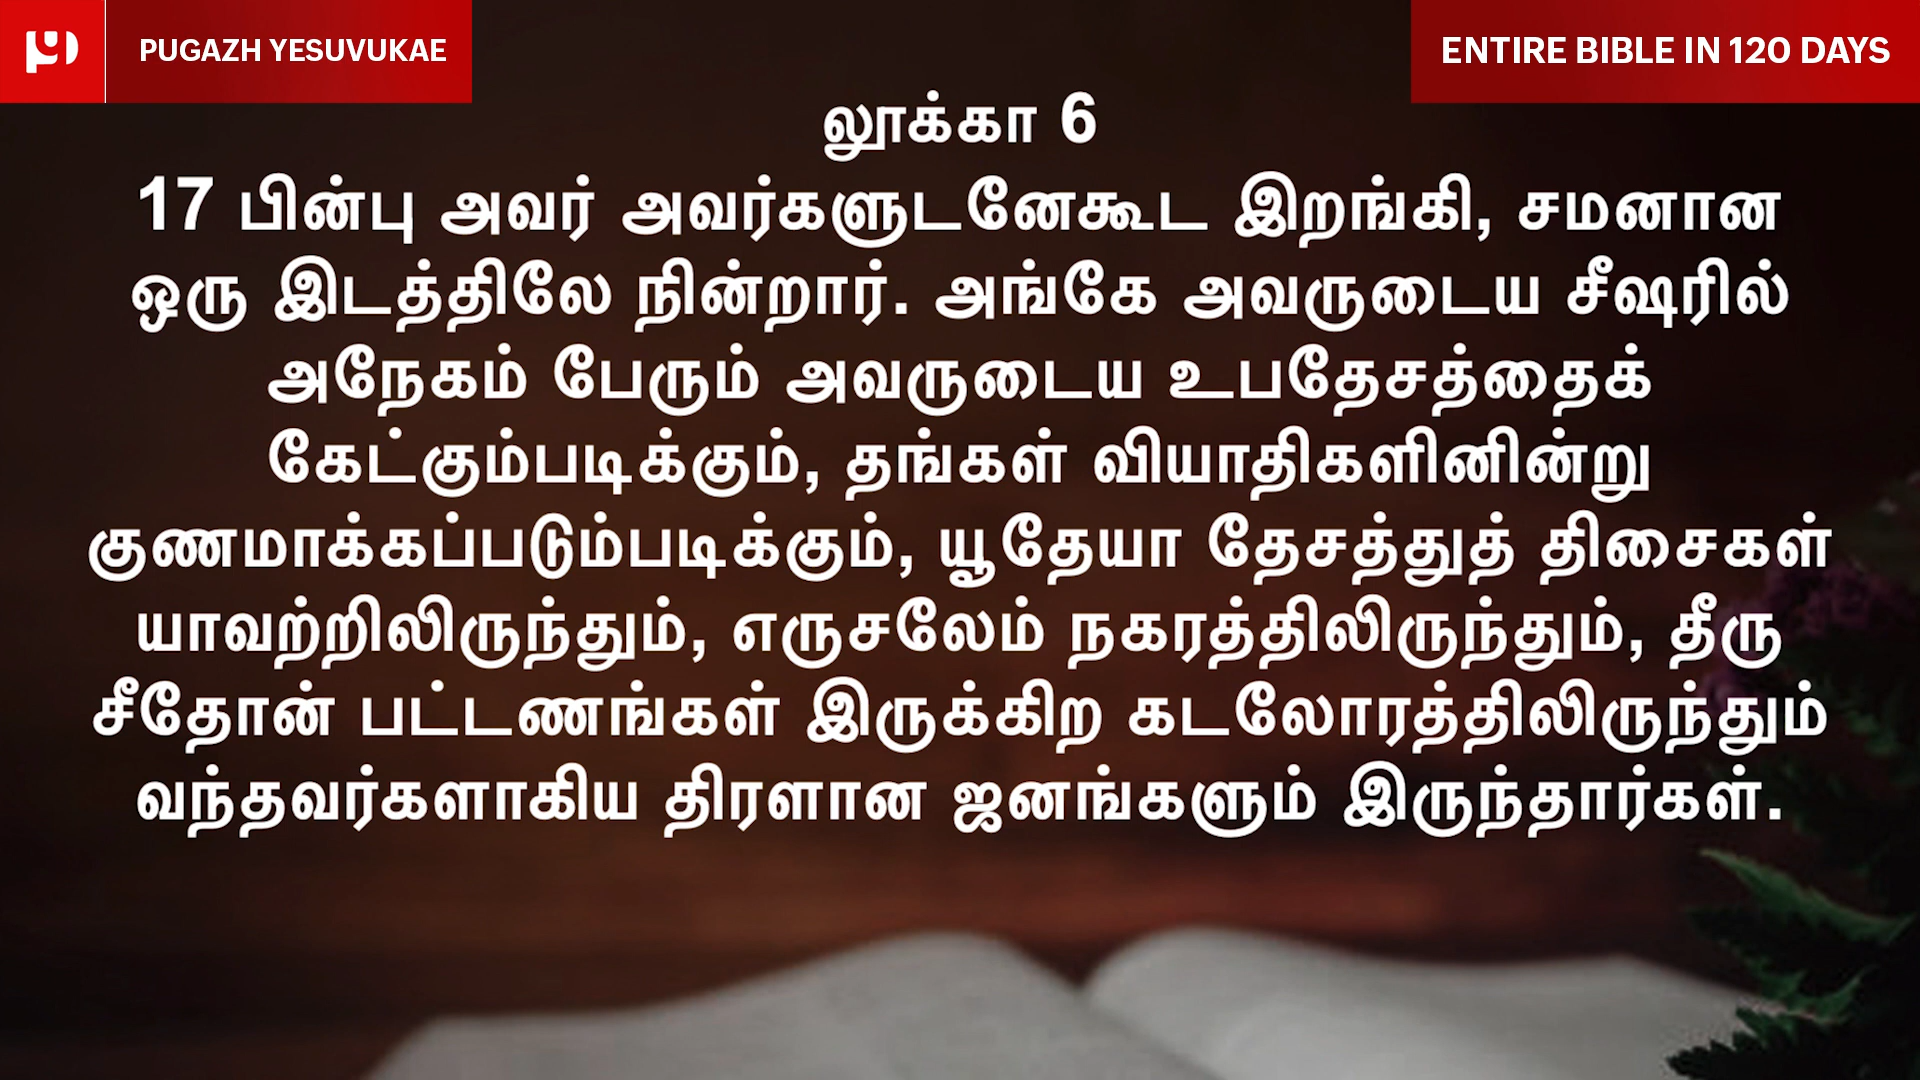 PUGAZH YESUVUKAE
ENTIRE BIBLE IN 120 DAYS
லூக்கா 6
17 பின்பு அவர் அவர்களுடனேகூட இறங்கி, சமனான
ஒரு இடத்திலே நின்றார். அங்கே அவருடைய சீஷரில்
அநேகம் பேரும் அவருடைய உபதேசத்தைக்
கேட்கும்படிக்கும், தங்கள் வியாதிகளினின்று
குணமாக்கப்படும்படிக்கும், யூதேயா தேசத்துத் திசைகள்
யாவற்றிலிருந்தும், எருசலேம் நகரத்திலிருந்தும், தீரு
சீதோன் பட்டணங்கள் இருக்கிற கடலோரத்திலிருந்தும்
வந்தவர்களாகிய திரளான ஜனங்களும் இருந்தார்கள்.